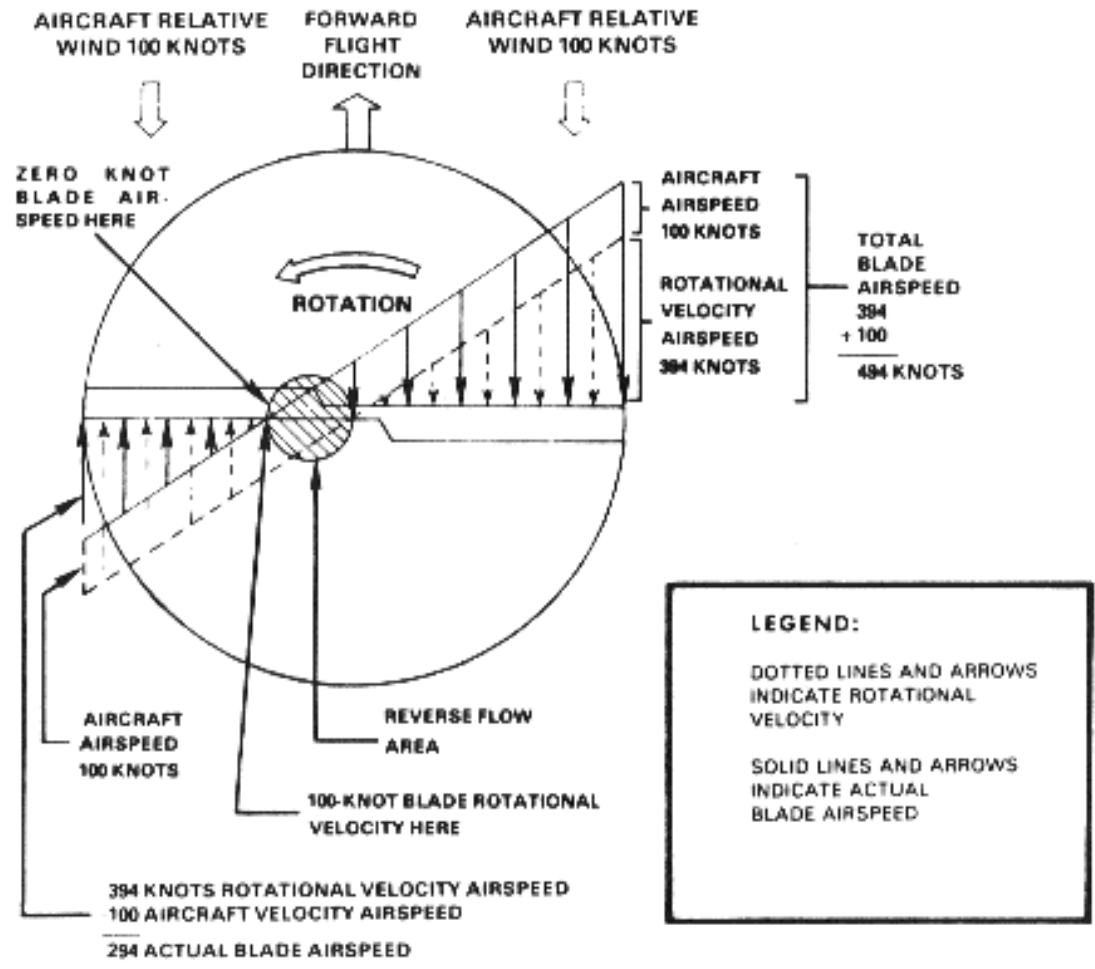 AIRCRAFT RELATIVE
WIND 100 KNOTS
FORWARD
FLIGHT
DIRECTION
AIRCRAFT RELATIVE
WIND 100 KNOTS
ZERO KNOT
BLADE AIR-
SPEED HERE
ROTATION
AIRCRAFT
AIRSPEED
100 KNOTS
ROTATIONAL
VELOCITY
AIRSPEED
394 KNOTS
TOTAL
BLADE
AIRSPEED
394
+ 100
494 KNOTS
AIRCRAFT
AIRSPEED
100 KNOTS
REVERSE FLOW
AREA
100-KNOT BLADE ROTATIONAL
VELOCITY HERE
394 KNOTS ROTATIONAL VELOCITY AIRSPEED
100 AIRCRAFT VELOCITY AIRSPEED
294 ACTUAL BLADE AIRSPEED
LEGEND:
DOTTED LINES AND ARROWS
INDICATE ROTATIONAL
VELOCITY
SOLID LINES AND ARROWS
INDICATE ACTUAL
BLADE AIRSPEED